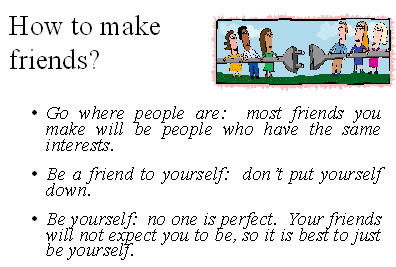 How to make
friends?
• Go where people are: most friends you
make will be people who have the same
interests.
• Be a friend to yourself: don't put yourself
down.
• Be yourself: no one is perfect. Your friends
will not expect you to be, so it is best to just
be yourself.